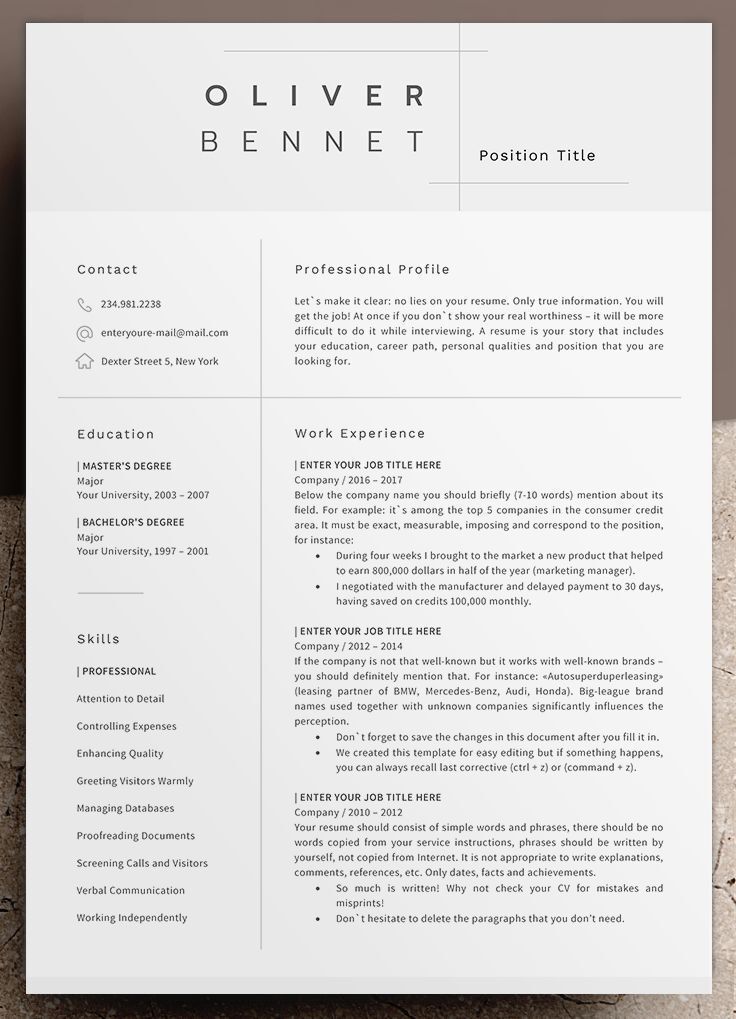 OLIVER
BENNET
Position Title
Contact
234.981.2238
enteryoure-mail@mail.com
Dexter Street 5, New York
Professional Profile
Let`s make it clear: no lies on your resume. Only true information. You will
get the job! At once if you don`t show your real worthiness – it will be more
difficult to do it while interviewing. A resume is your story that includes
your education, career path, personal qualities and position that you are
looking for.
Education
| MASTER'S DEGREE
Major
Your University, 2003 – 2007
| BACHELOR'S DEGREE
Major
Your University, 1997 – 2001
Skills
| PROFESSIONAL
Attention to Detail
Controlling Expenses
Enhancing Quality
Greeting Visitors Warmly
Managing Databases
Proofreading Documents
Screening Calls and Visitors
Verbal Communication
Working Independently
Work Experience
| ENTER YOUR JOB TITLE HERE
Company / 2016 – 2017
Below the company name you should briefly (7-10 words) mention about its
field. For example: it`s among the top 5 companies in the consumer credit
area. It must be exact, measurable, imposing and correspond to the position,
for instance:
• During four weeks I brought to the market a new product that helped
to earn 800,000 dollars in half of the year (marketing manager).
• I negotiated with the manufacturer and delayed payment to 30 days,
having saved on credits 100,000 monthly.
| ENTER YOUR JOB TITLE HERE
Company / 2012 – 2014
If the company is not that well-known but it works with well-known brands –
you should definitely mention that. For instance: «Autosuperduperleasing»
(leasing partner of BMW, Mercedes-Benz, Audi, Honda). Big-league brand
names used together with unknown companies significantly influences the
perception.
• Don`t forget to save the changes in this document after you fill it in.
• We created this template for easy editing but if something happens,
you can always recall last corrective (ctrl + z) or (command + z).
| ENTER YOUR JOB TITLE HERE
Company / 2010 – 2012
Your resume should consist of simple words and phrases, there should be no
words copied from your service instructions, phrases should be written by
yourself, not copied from Internet. It is not appropriate to write explanations,
comments, references, etc. Only dates, facts and achievements.
• So much is written! Why not check your CV for mistakes and
misprints!
• Don`t hesitate to delete the paragraphs that you don't need.